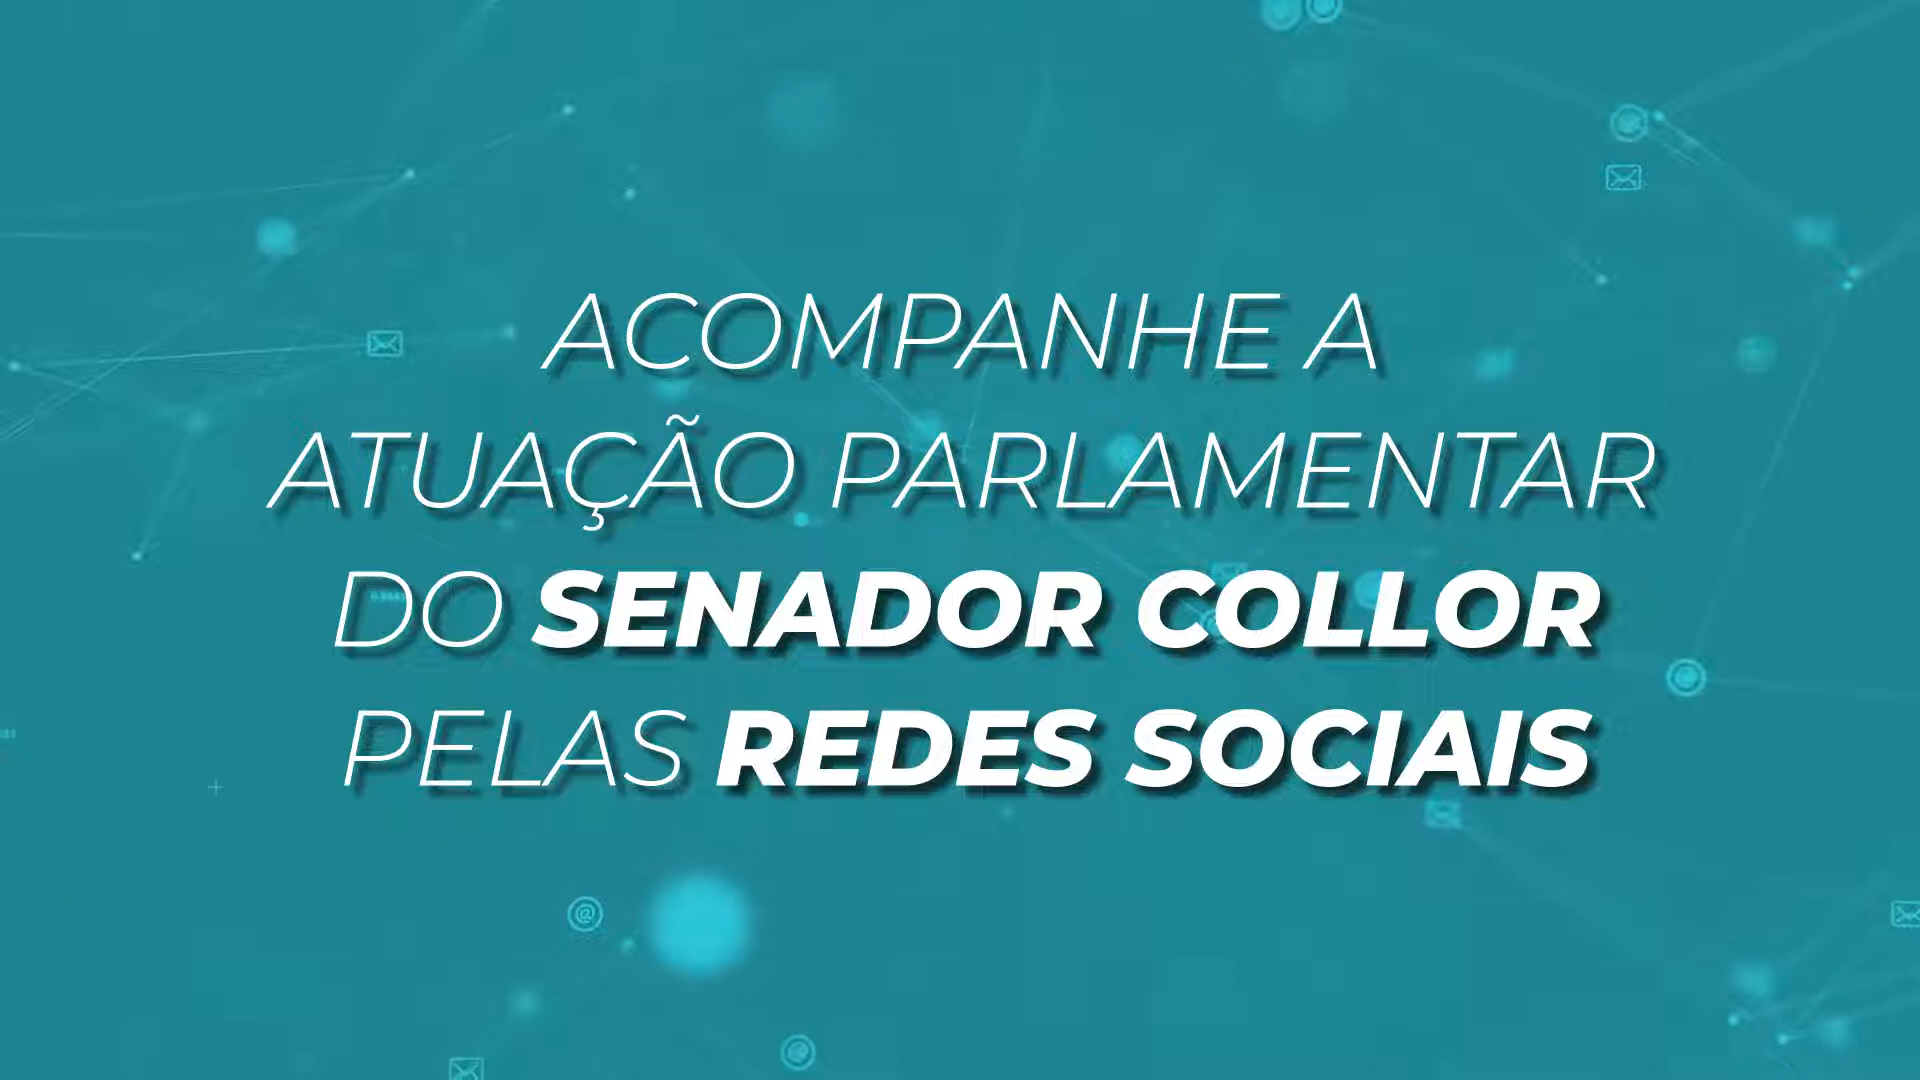 ACOMPANHE A
ATUAÇÃO PARLAMENTAR
DO SENADOR COLLOR
PELAS REDES SOCIAIS